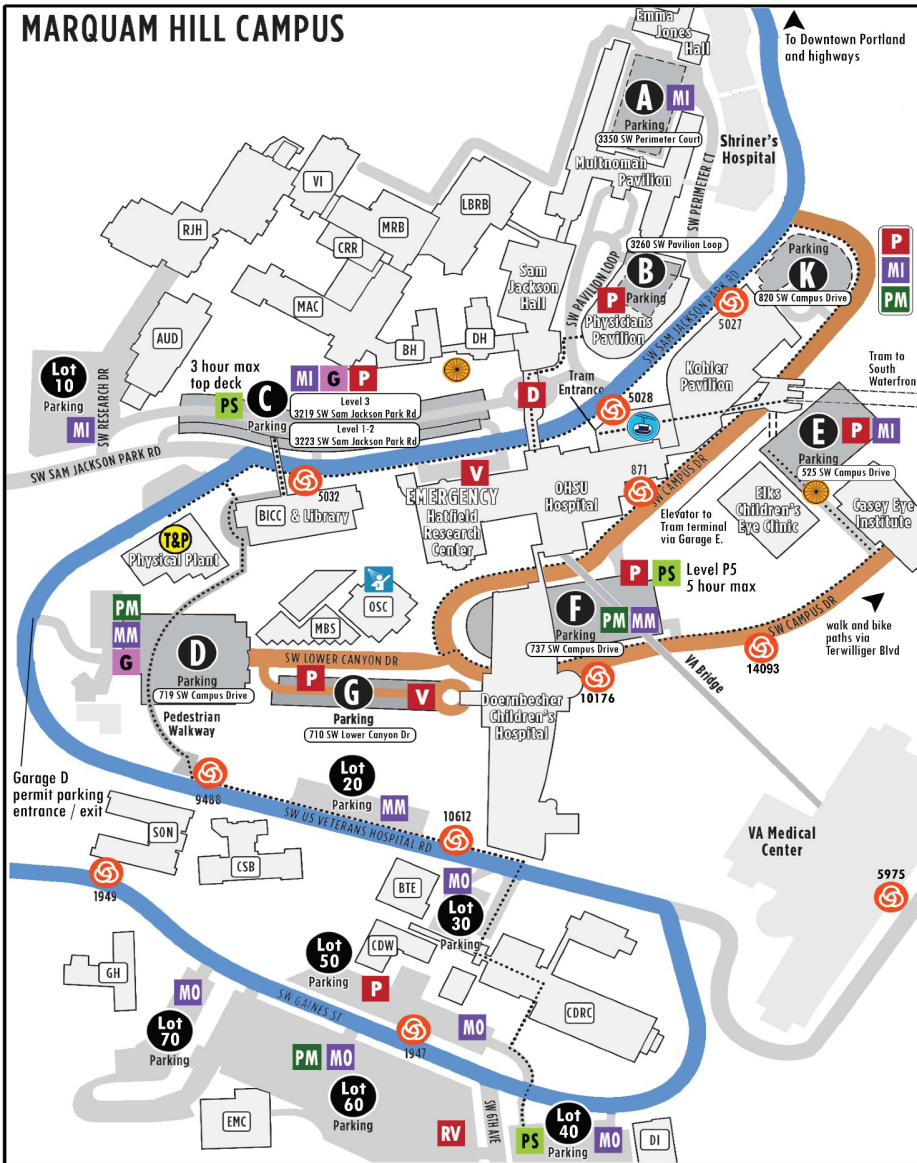 MARQUAM HILL CAMPUS
Emma
Jones
Hall
To Downtown Portland
and highways
A
MI
Parking
3350 SW Perimeter Court
Multnomah
Pavilion
Shriner's
Hospital
SW PERIMETER CT
VI
LBRB
MRB
RJH
CRR
MAC
Sam
Jackson
Hall
SW PAVILION LOOP
3260 SW Pavilion Loop
B
P
Parking
Physicians
Pavilion
Parking
K
820 SW Campus Drive
P
MI
PM
5027
SW SAM JACKSON PARK RD
AUD
BH
DH
Kohler
Pavilion
Tram to
South
Waterfront
Lot
10
Parking
MI
SW RESEARCH DR
3 hour max
top deck
PS
C
Parking
MI
G
P
Level 3
3219 SW Sam Jackson Park Rd
Level 1-2
3223 SW Sam Jackson Park Rd
D
Tram
Entrance
5028
E
P
MI
Parking
525 SW Campus Drive
SW SAM JACKSON PARK RD
5032
BICC & Library
V
EMERGENCY
Hatfield
Research
Center
OHSU
Hospital
871
SW CAMPUS DR
Elevator to
Tram terminal
via Garage E.
Elks
Children's
Eye Clinic
Casey Eye
Institute
T&P
Physical Plant
OSC
MBS
P
PS
Level P5
5 hour max
F
Parking
PM
MM
737 SW Campus Drive
SW CAMPUS DR
walk and bike
paths via
Terwilliger Blvd
14093
10176
VA Bridge
PM
MM
G
D
Parking
719 SW Campus Drive
SW LOWER CANYON DR
P
G
V
Parking
710 SW Lower Canyon Dr
Doernbecher
Children's
Hospital
Pedestrian
Walkway
Garage D
permit parking
entrance / exit
9488
Lot
20
Parking
MM
SW US VETERANS HOSPITAL RD
10612
VA Medical
Center
5975
SON
CSB
1949
BTE
MO
Lot
30
Parking
CDW
Lot
50
Parking
P
GH
MO
Lot
70
Parking
SW GAINES ST
1947
MO
CDRC
PM
MO
Lot
60
Parking
EMC
RV
SW 6TH AVE
PS
Lot
40
Parking
MO
DI